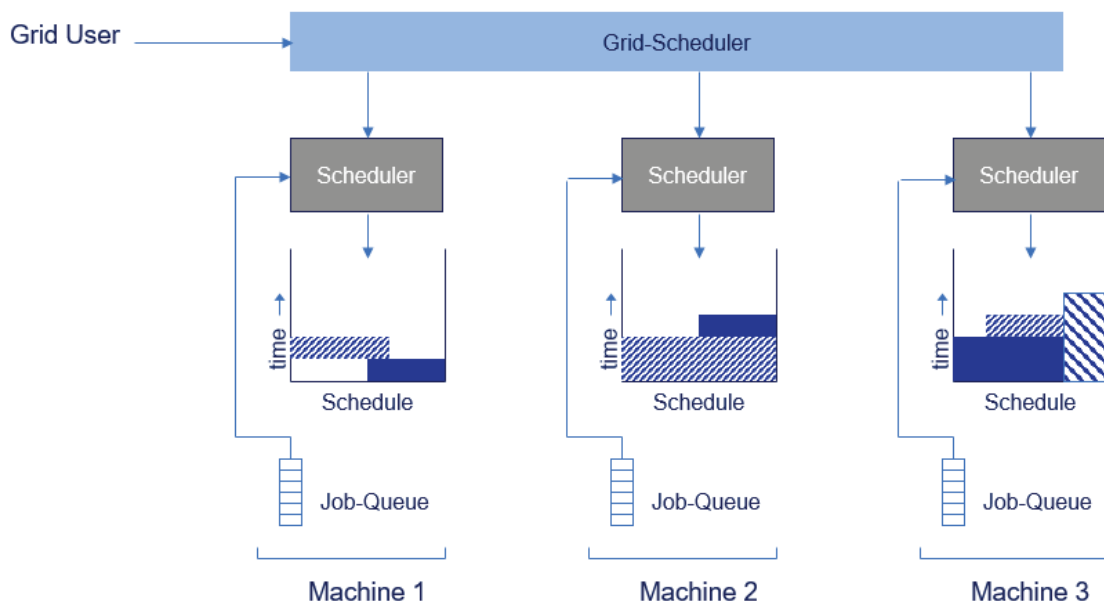 Grid User
Grid-Scheduler
Scheduler
Scheduler
Scheduler
time
time
time
Schedule
Schedule
Schedule
Job-Queue
Job-Queue
Job-Queue
Machine 1
Machine 2
Machine 3